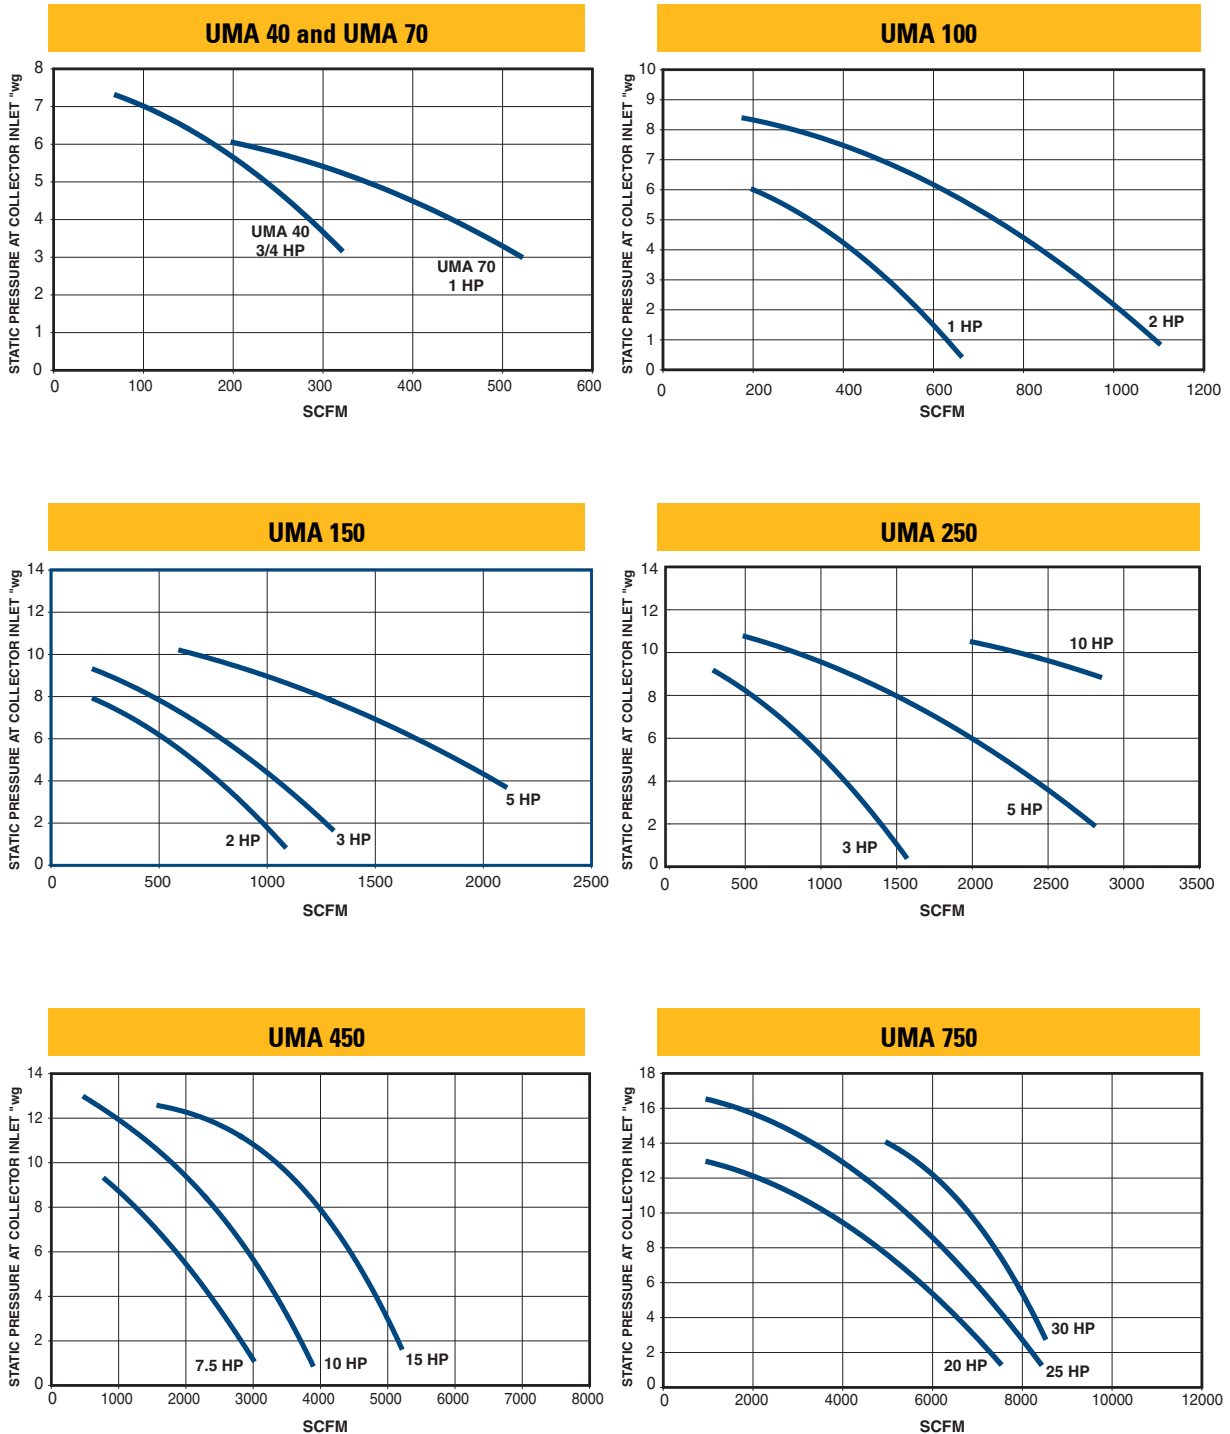 UMA 40 and UMA 70
STATIC PRESSURE AT COLLECTOR INLET "wg
8
7
6
5
4
3
2
1
0
UMA 40
3/4 HP
UMA 70
1 HP
0 100 200 300 400 500 600
SCFM
UMA 100
STATIC PRESSURE AT COLLECTOR INLET "wg
10
9
8
7
6
5
4
3
2
1
0
1 HP
2 HP
0 200 400 600 800 1000 1200
SCFM
UMA 150
STATIC PRESSURE AT COLLECTOR INLET "wg
14
12
10
8
6
4
2
0
2 HP
3 HP
5 HP
0 500 1000 1500 2000 2500
SCFM
UMA 250
STATIC PRESSURE AT COLLECTOR INLET "wg
14
12
10
8
6
4
2
0
10 HP
5 HP
3 HP
0 500 1000 1500 2000 2500 3000 3500
SCFM
UMA 450
STATIC PRESSURE AT COLLECTOR INLET "wg
14
12
10
8
6
4
2
0
7.5 HP
10 HP
15 HP
0 1000 2000 3000 4000 5000 6000 7000 8000
SCFM
UMA 750
STATIC PRESSURE AT COLLECTOR INLET "wg
18
16
14
12
10
8
6
4
2
0
30 HP
20 HP
25 HP
0 2000 4000 6000 8000 10000 12000
SCFM